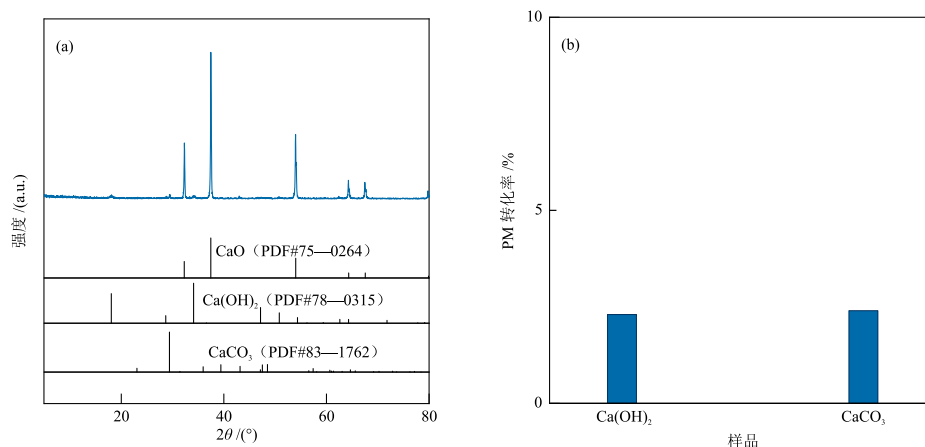 (a)
强度 /(a.u.)
CaO（PDF#75—0264）
Ca(OH)₂（PDF#78—0315）
CaCO₃（PDF#83—1762）
20
40
60
80
2θ /(°)
(b)
PM 转化率 /%
10
5
0
Ca(OH)₂
CaCO₃
样品